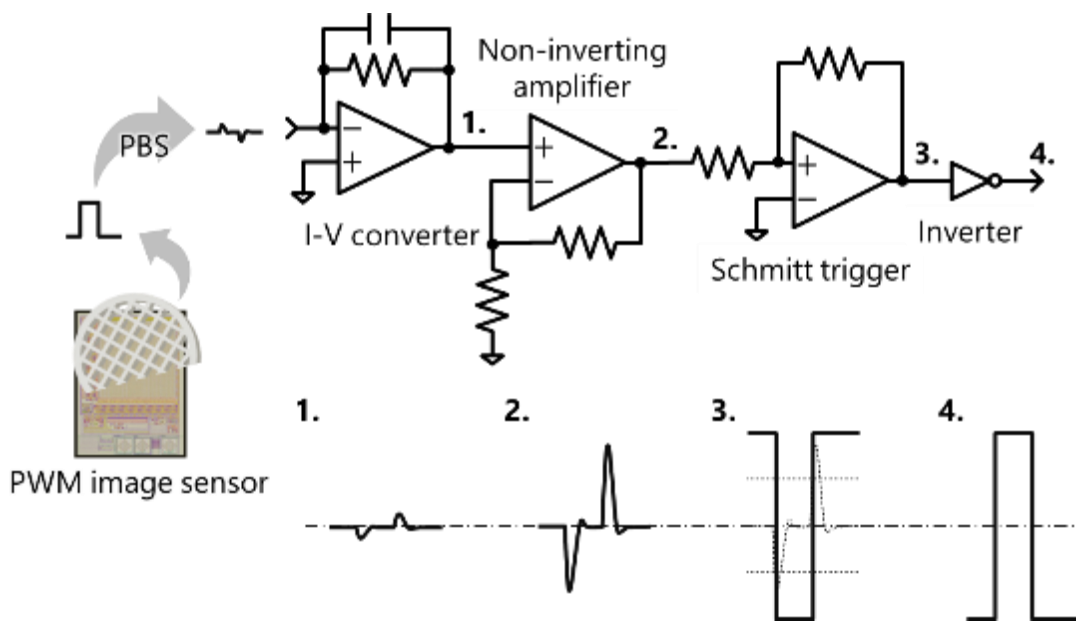 Non-inverting
amplifier
PBS
1.
2.
3.
4.
I-V converter
Schmitt trigger
Inverter
PWM image sensor
1.
2.
3.
4.